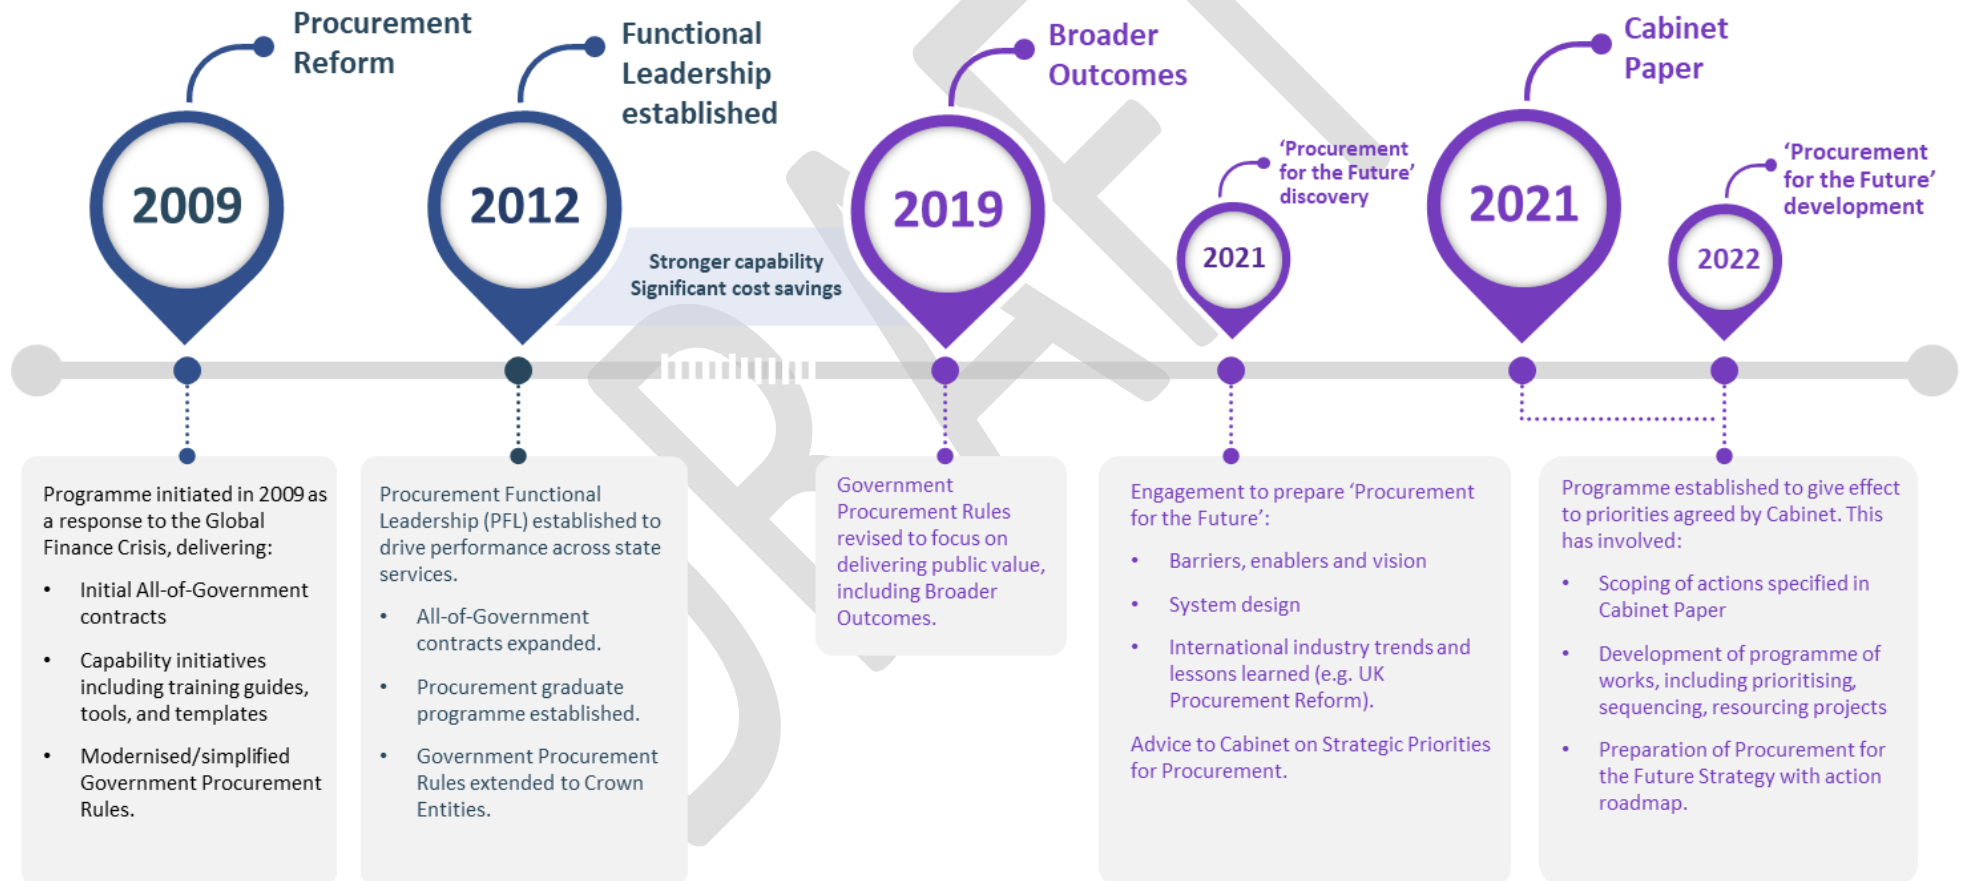 Procurement
Reform
2009
Functional
Leadership
established
2012
Stronger capability
Significant cost savings
Broader
Outcomes
2019
'Procurement
for the Future'
discovery
2021
Cabinet
Paper
2021
'Procurement
for the Future'
development
2022
DRAFT
Programme initiated in 2009 as
a response to the Global
Finance Crisis, delivering:
• Initial All-of-Government
contracts
• Capability initiatives
including training guides,
tools, and templates
• Modernised/simplified
Government Procurement
Rules.
Procurement Functional
Leadership (PFL) established to
drive performance across state
services.
• All-of-Government
contracts expanded.
• Procurement graduate
programme established.
• Government Procurement
Rules extended to Crown
Entities.
Government
Procurement Rules
revised to focus on
delivering public value,
including Broader
Outcomes.
Engagement to prepare 'Procurement
for the Future':
• Barriers, enablers and vision
• System design
• International industry trends and
lessons learned (e.g. UK
Procurement Reform).
Advice to Cabinet on Strategic Priorities
for Procurement.
Programme established to give effect
to priorities agreed by Cabinet. This
has involved:
• Scoping of actions specified in
Cabinet Paper
• Development of programme of
works, including prioritising,
sequencing, resourcing projects
• Preparation of Procurement for
the Future Strategy with action
roadmap.